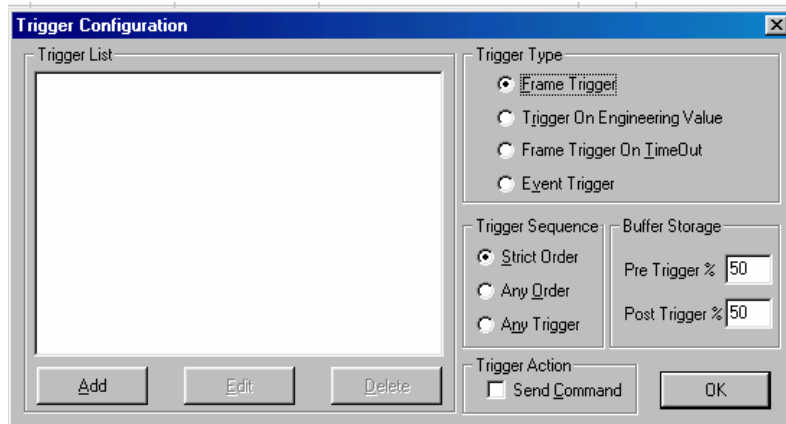 Trigger Configuration
Trigger List
Add
Edit
Delete
Trigger Type
Frame Trigger
Trigger On Engineering Value
Frame Trigger On TimeOut
Event Trigger
Trigger Sequence
Strict Order
Any Order
Any Trigger
Buffer Storage
Pre Trigger % 50
Post Trigger % 50
Trigger Action
Send Command
OK